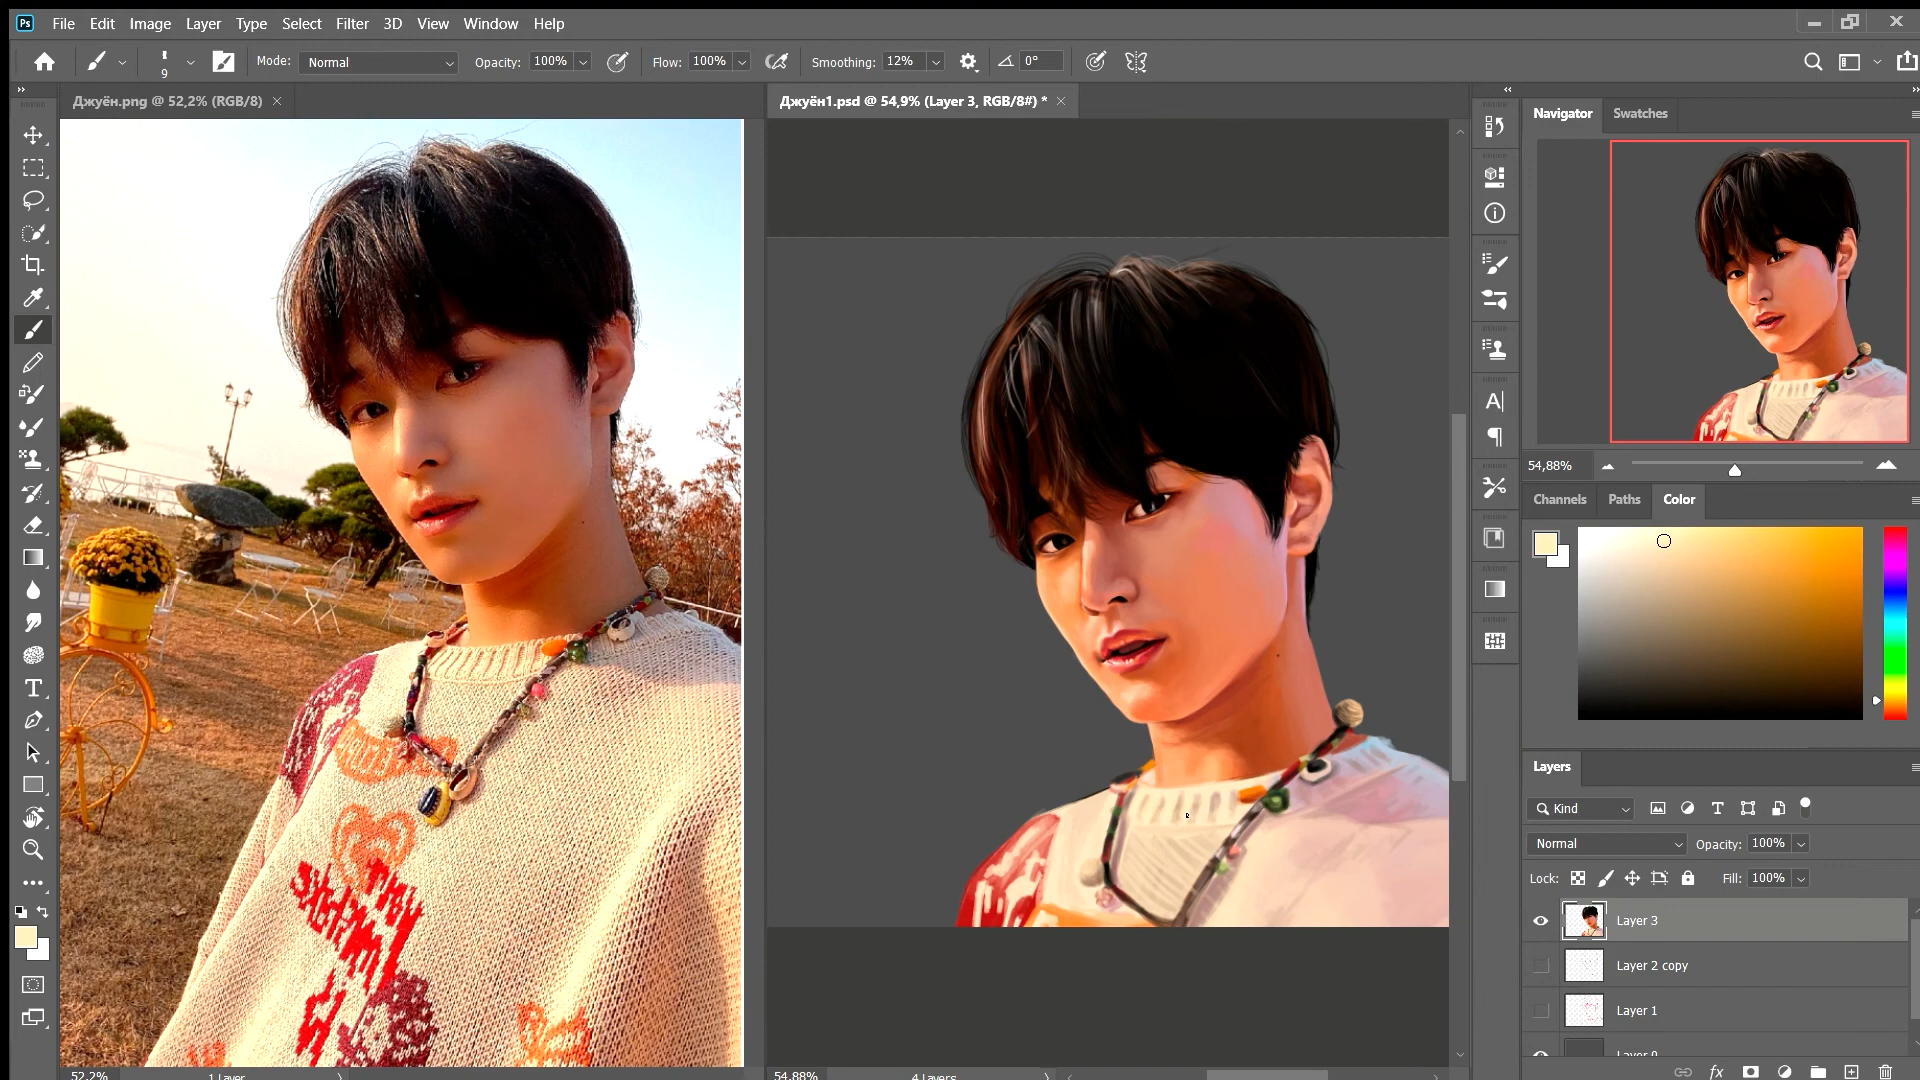 Ps File Edit Image Layer Type Select Filter 3D View Window Help
9 Mode: Normal Opacity: 100% Flow: 100% Smoothing: 12% 0°
Джуён.png @ 52,2% (RGB/8) ×
Джуён1.psd @ 54,9% (Layer 3, RGB/8#) * ×
Navigator Swatches
54,88%
Channels Paths Color
Layers
Kind
Normal Opacity: 100%
Lock: Fill: 100%
Layer 3
Layer 2 copy
Layer 1
Layer 0
52,2% 1 Layer
54,88% 4 Layers
fx